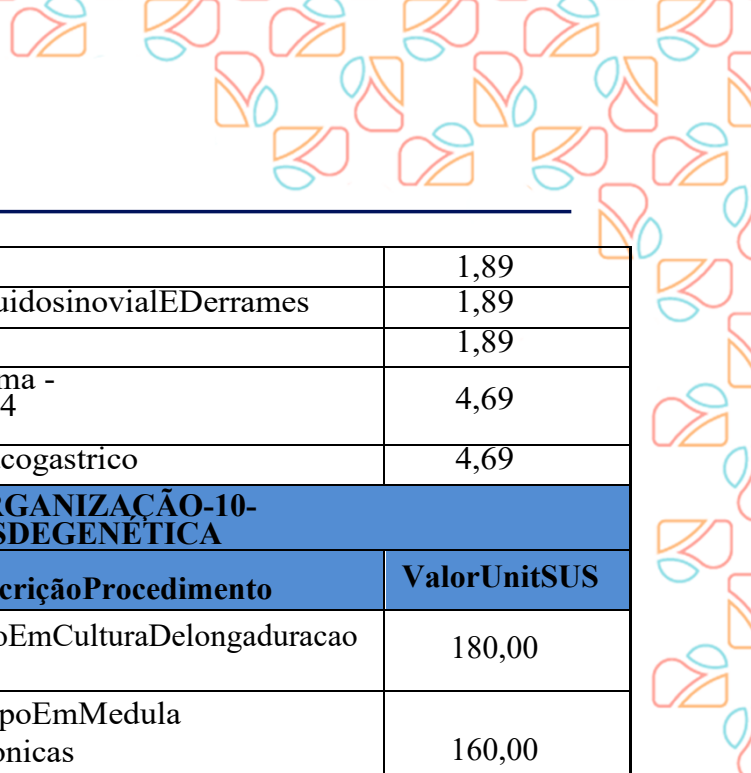 1,89
uidosinovialEDerrames 1,89
1,89
ma -
4 4,69
cogastrico 4,69
RGANIZAÇÃO-10-
SDEGENÉTICA
criçãoProcedimento ValorUnitSUS
oEmCulturaDelongaduracao 180,00
poEmMedula
onicas 160,00